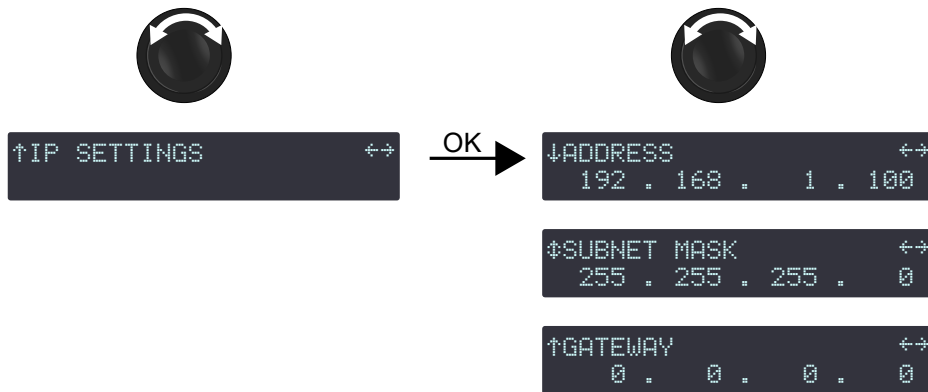 ↑IP SETTINGS ←→
OK
↓ADDRESS ←→
192 . 168 . 1 . 100
↕SUBNET MASK ←→
255 . 255 . 255 . 0
↑GATEWAY ←→
0 . 0 . 0 . 0